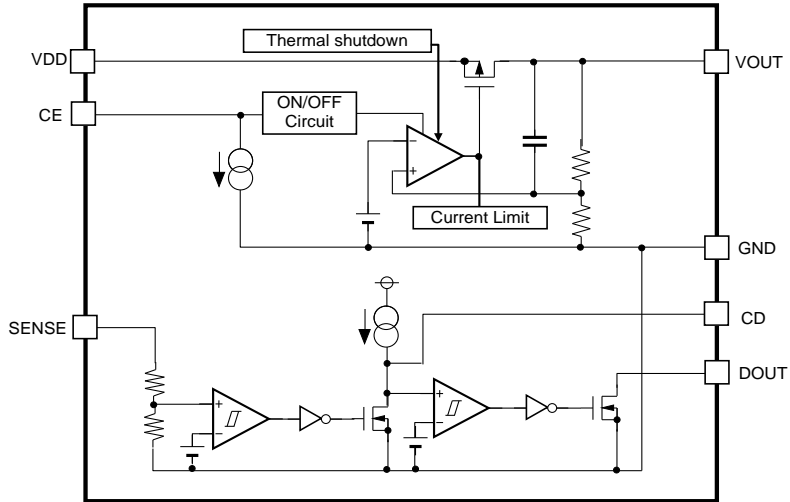 Thermal shutdown
VDD
VOUT
CE
ON/OFF
Circuit
−
+
Current Limit
GND
SENSE
CD
DOUT
+
−
+
−